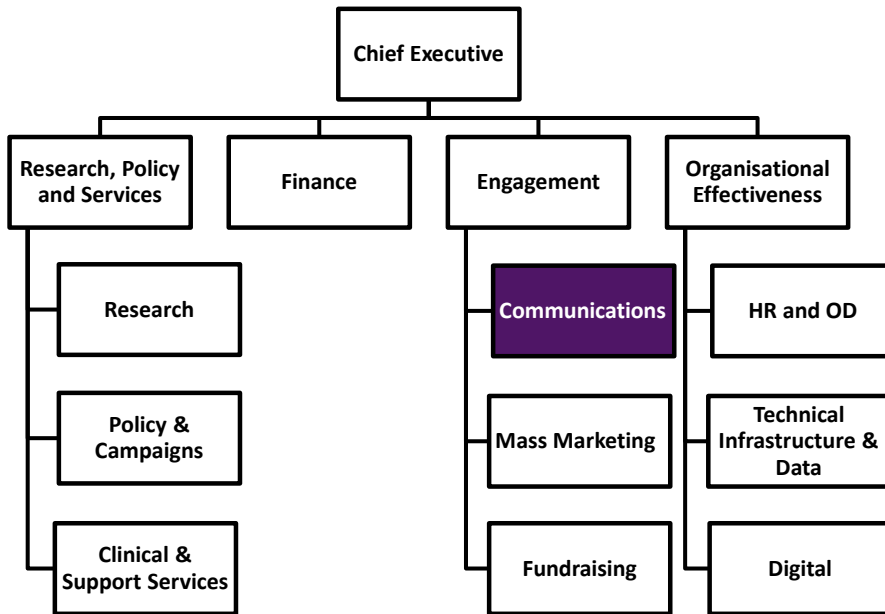 Chief Executive
Research, Policy
and Services
Finance
Engagement
Organisational
Effectiveness
Research
Communications
HR and OD
Policy &
Campaigns
Mass Marketing
Technical
Infrastructure &
Data
Clinical &
Support Services
Fundraising
Digital